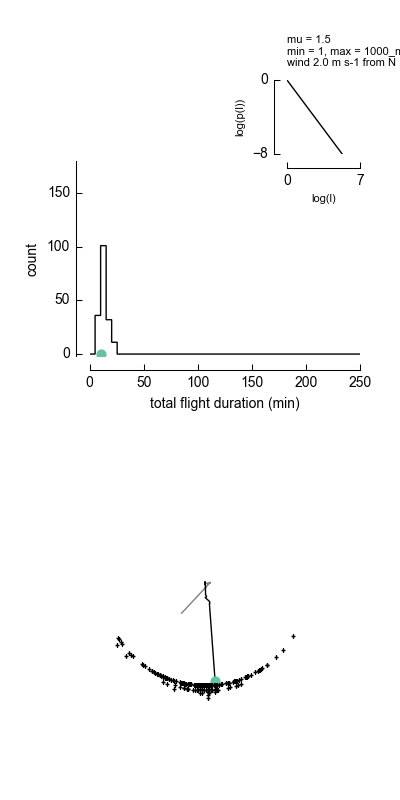 mu = 1.5
min = 1, max = 1000_m
wind 2.0 m s-1 from N
0
−8
log(p(l))
0 7
log(l)
150
100
50
0
count
0 50 100 150 200 250
total flight duration (min)